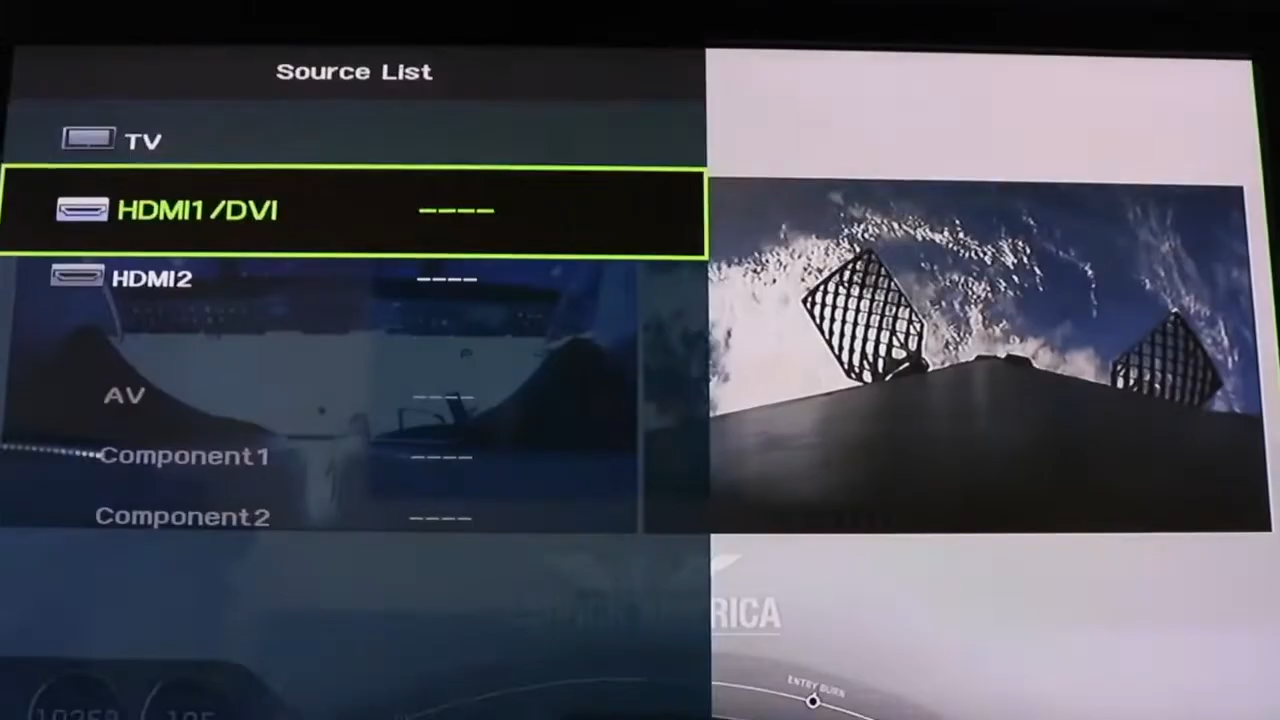 Source List
TV
HDMI1/DVI ----
HDMI2 ----
AV ----
Component1 ----
Component2 ----
RICA
ENTRY BURN